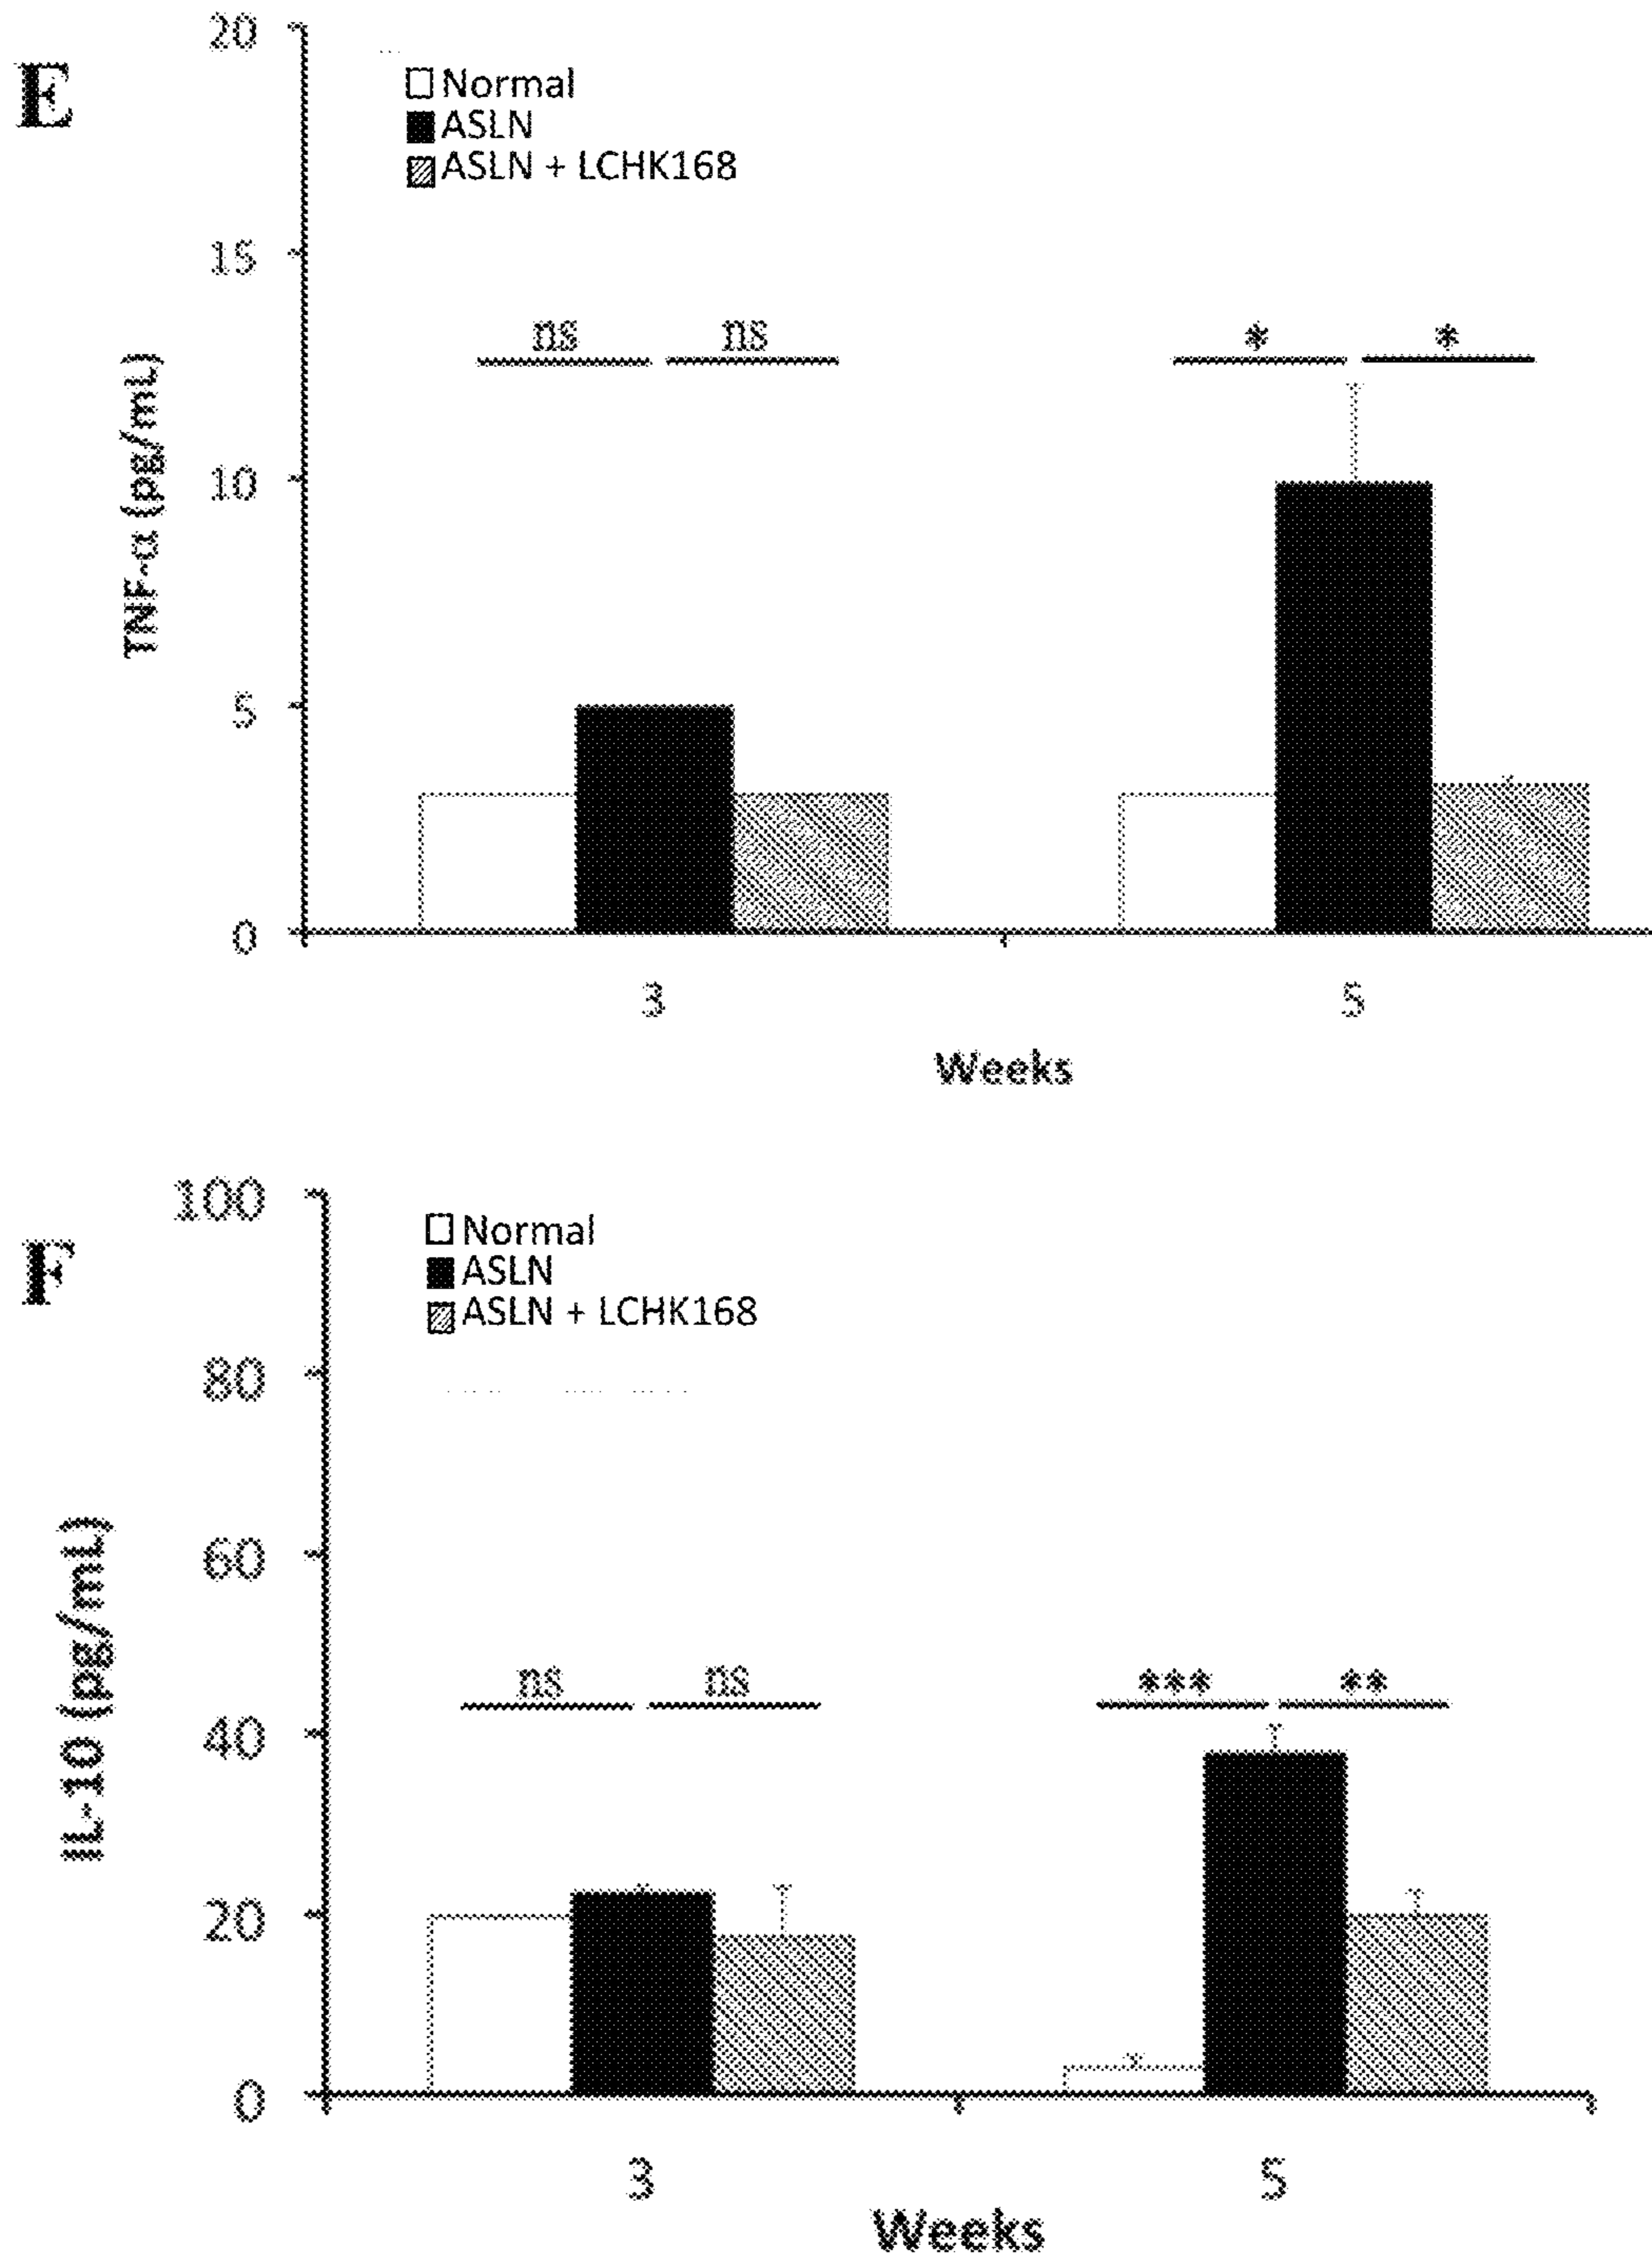 E
20
15
10
5
0
TNF-α (pg/mL)
Normal
ASLN
ASLN + LCHK168
ns
ns
*
*
3
5
Weeks
F
100
80
60
40
20
0
IL-10 (pg/mL)
Normal
ASLN
ASLN + LCHK168
ns
ns
***
**
3
5
Weeks